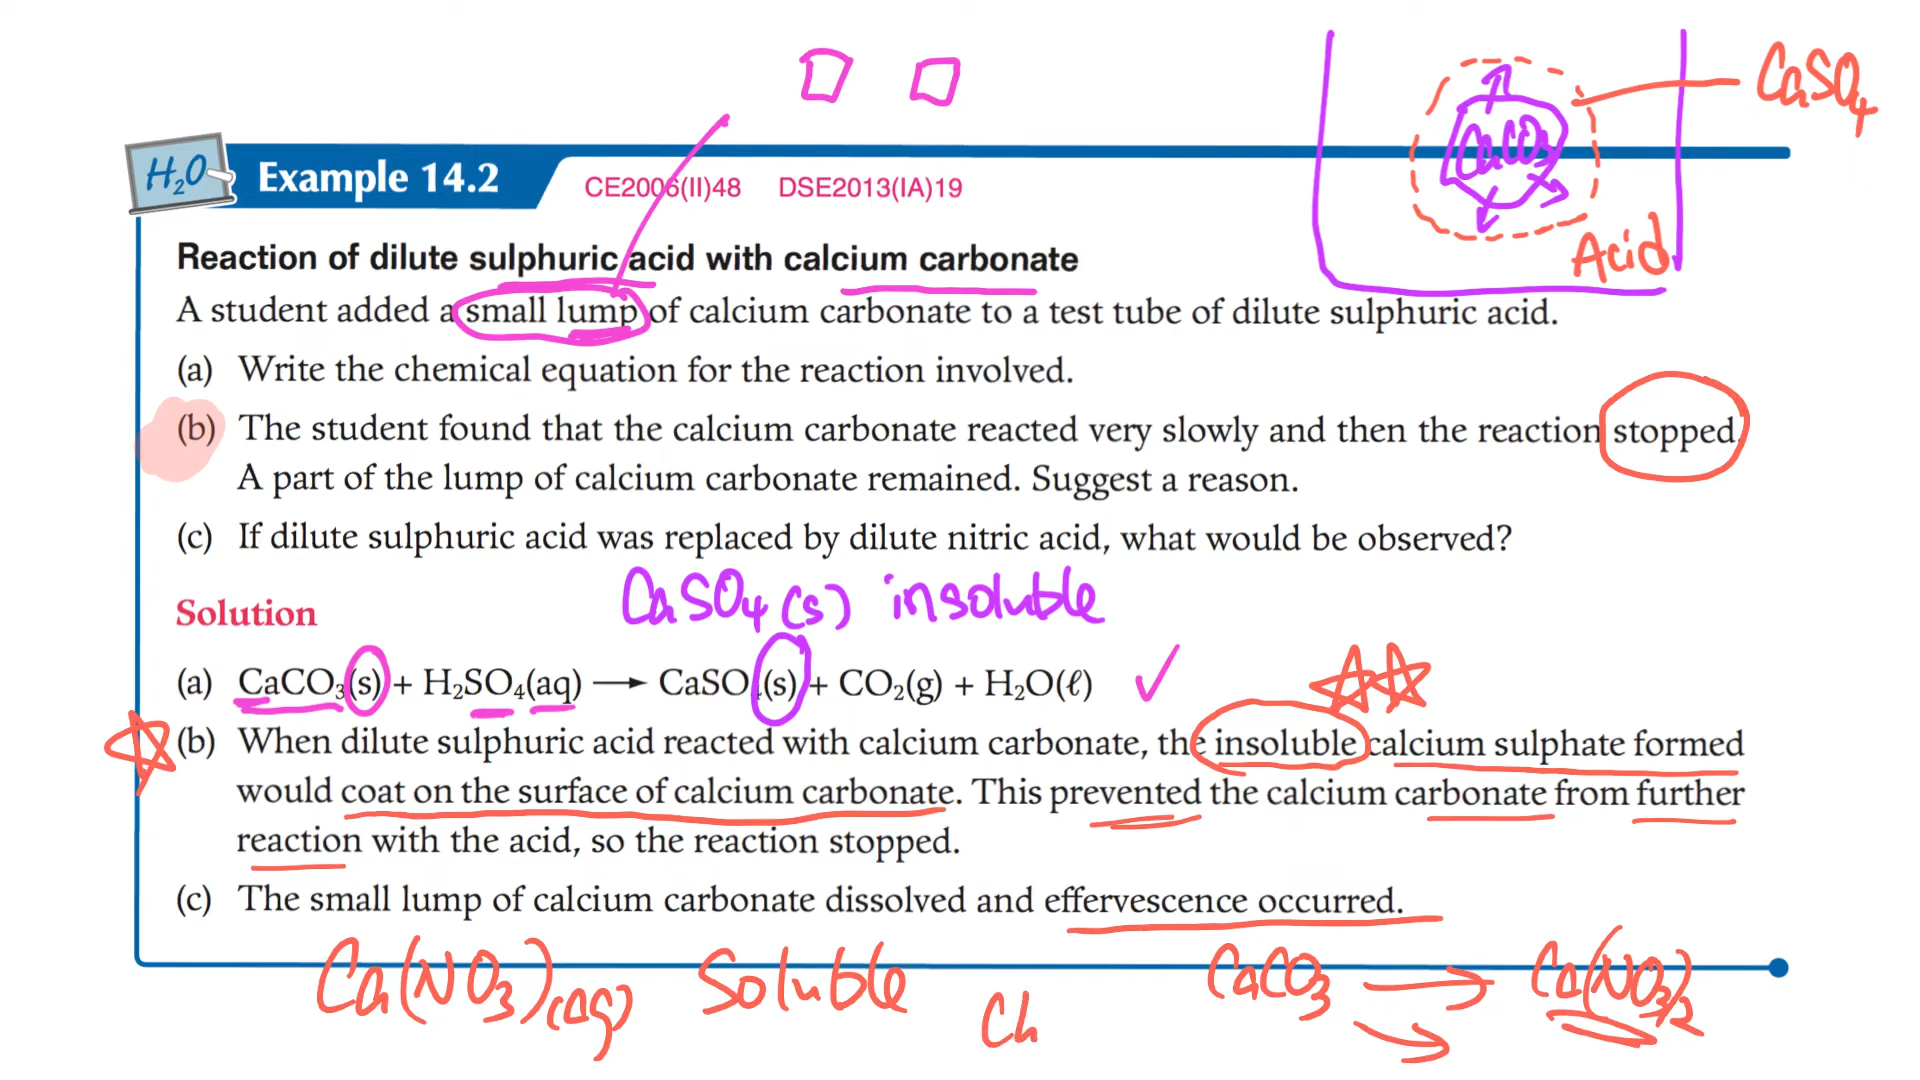 CaSO₄
CaCO₃
Acid
H₂O
Example 14.2
CE2006(II)48 DSE2013(IA)19
Reaction of dilute sulphuric acid with calcium carbonate
A student added a small lump of calcium carbonate to a test tube of dilute sulphuric acid.
(a) Write the chemical equation for the reaction involved.
(b) The student found that the calcium carbonate reacted very slowly and then the reaction stopped.
A part of the lump of calcium carbonate remained. Suggest a reason.
(c) If dilute sulphuric acid was replaced by dilute nitric acid, what would be observed?
CaSO₄(s) insoluble
Solution
(a) CaCO₃(s) + H₂SO₄(aq) ⟶ CaSO₄(s) + CO₂(g) + H₂O(ℓ)
(b) When dilute sulphuric acid reacted with calcium carbonate, the insoluble calcium sulphate formed
would coat on the surface of calcium carbonate. This prevented the calcium carbonate from further
reaction with the acid, so the reaction stopped.
(c) The small lump of calcium carbonate dissolved and effervescence occurred.
Ca(NO₃)(aq) Soluble CaCO₃ → Ca(NO₃)₂